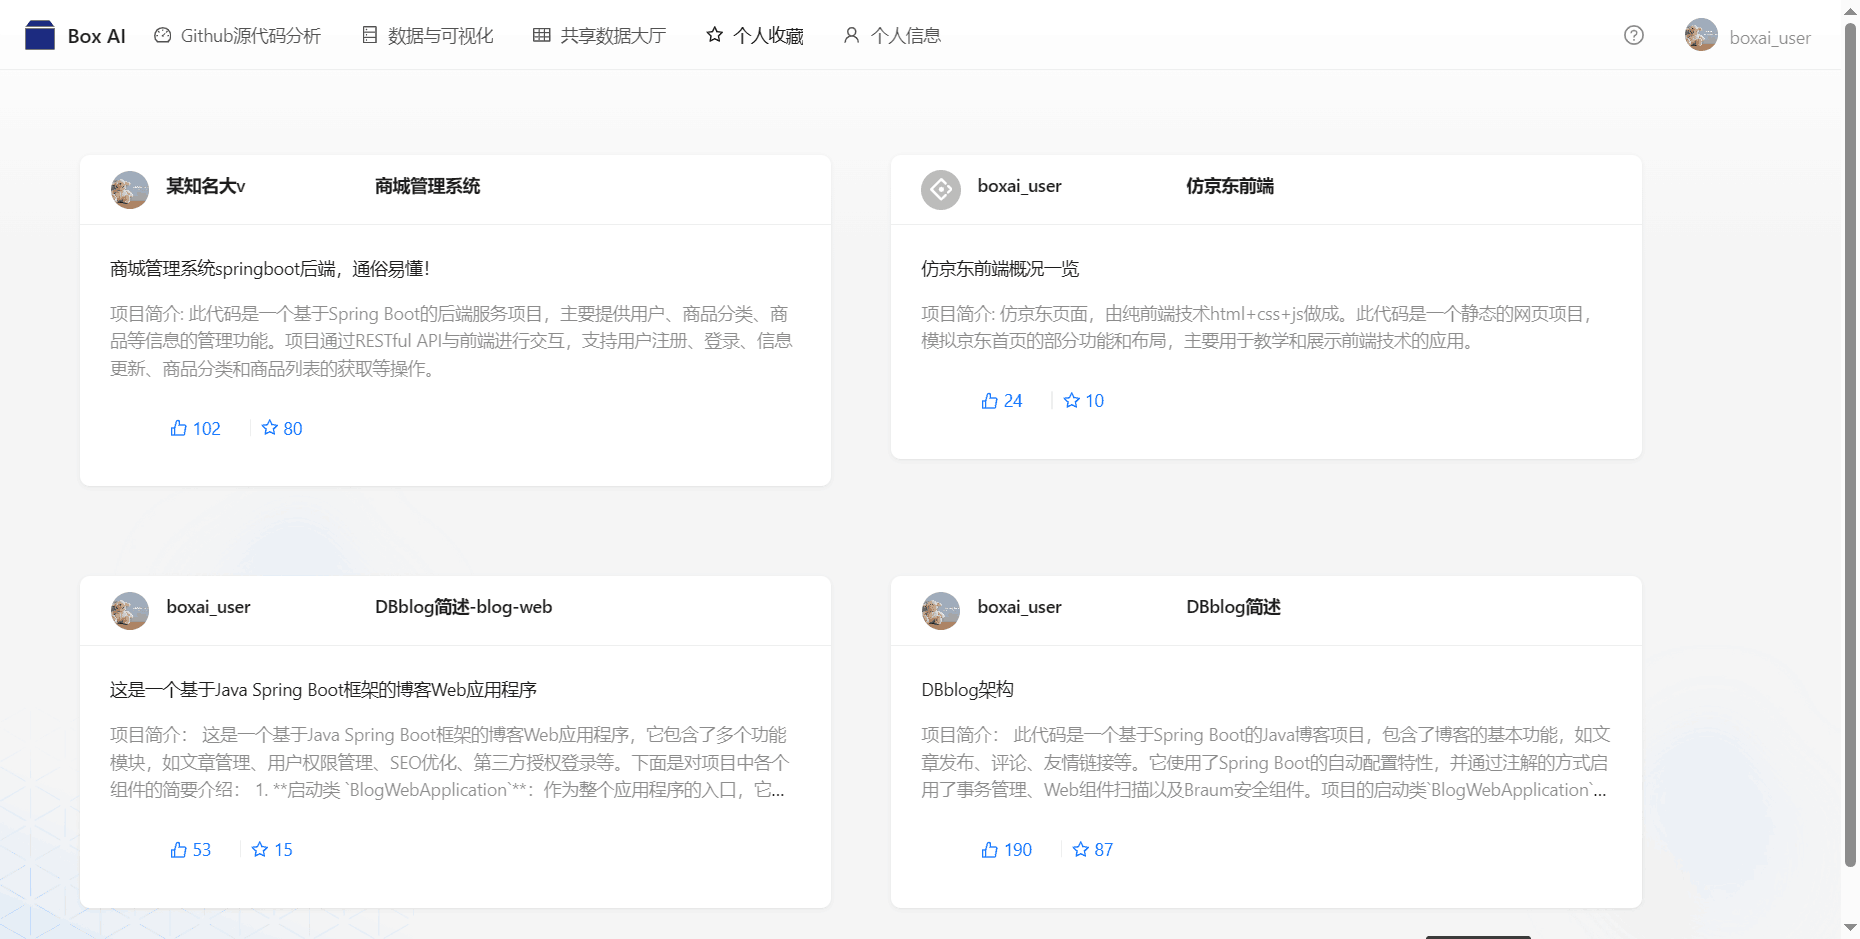 Box AI Github源代码分析 数据与可视化 共享数据大厅 个人收藏 个人信息 boxai_user
某知名大v 商城管理系统
商城管理系统springboot后端，通俗易懂！
项目简介: 此代码是一个基于Spring Boot的后端服务项目，主要提供用户、商品分类、商
品等信息的管理功能。项目通过RESTful API与前端进行交互，支持用户注册、登录、信息
更新、商品分类和商品列表的获取等操作。
102 80
boxai_user 仿京东前端
仿京东前端概况一览
项目简介: 仿京东页面，由纯前端技术html+css+js做成。此代码是一个静态的网页项目，
模拟京东首页的部分功能和布局，主要用于教学和展示前端技术的应用。
24 10
boxai_user DBblog简述-blog-web
这是一个基于Java Spring Boot框架的博客Web应用程序
项目简介： 这是一个基于Java Spring Boot框架的博客Web应用程序，它包含了多个功能
模块，如文章管理、用户权限管理、SEO优化、第三方授权登录等。下面是对项目中各个
组件的简要介绍： 1. **启动类 `BlogWebApplication`**：作为整个应用程序的入口，它...
53 15
boxai_user DBblog简述
DBblog架构
项目简介： 此代码是一个基于Spring Boot的Java博客项目，包含了博客的基本功能，如文
章发布、评论、友情链接等。它使用了Spring Boot的自动配置特性，并通过注解的方式启
用了事务管理、Web组件扫描以及Braum安全组件。项目的启动类`BlogWebApplication`...
190 87